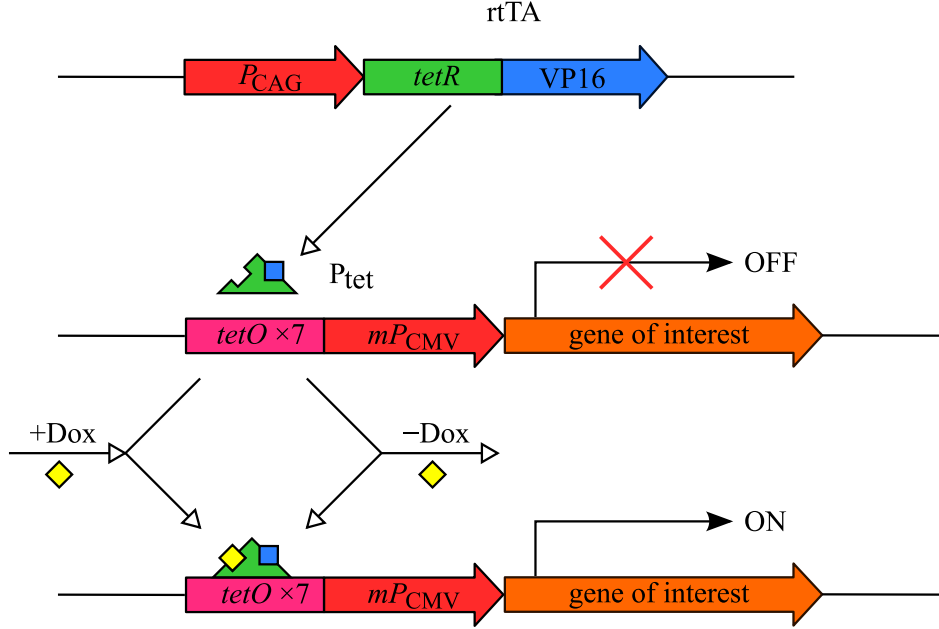 rtTA
PCAG tetR VP16
Ptet
OFF
tetO ×7 mPCMV gene of interest
+Dox −Dox
ON
tetO ×7 mPCMV gene of interest